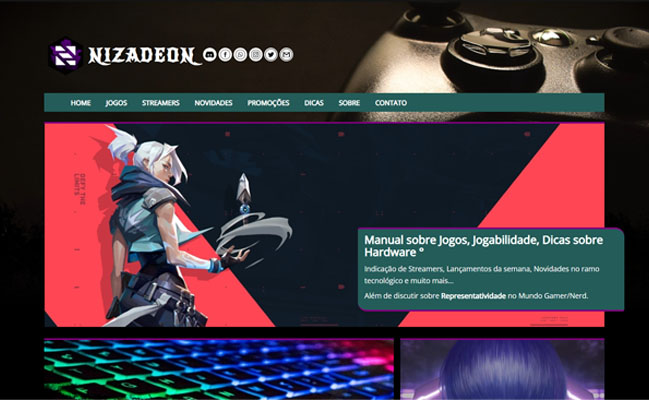 NIZADEON
HOME JOGOS STREAMERS NOVIDADES PROMOÇÕES DICAS SOBRE CONTATO
DEFY THE
LIMITS
Manual sobre Jogos, Jogabilidade, Dicas sobre
Hardware °
Indicação de Streamers, Lançamentos da semana, Novidades no ramo
tecnológico e muito mais...
Além de discutir sobre Representatividade no Mundo Gamer/Nerd.